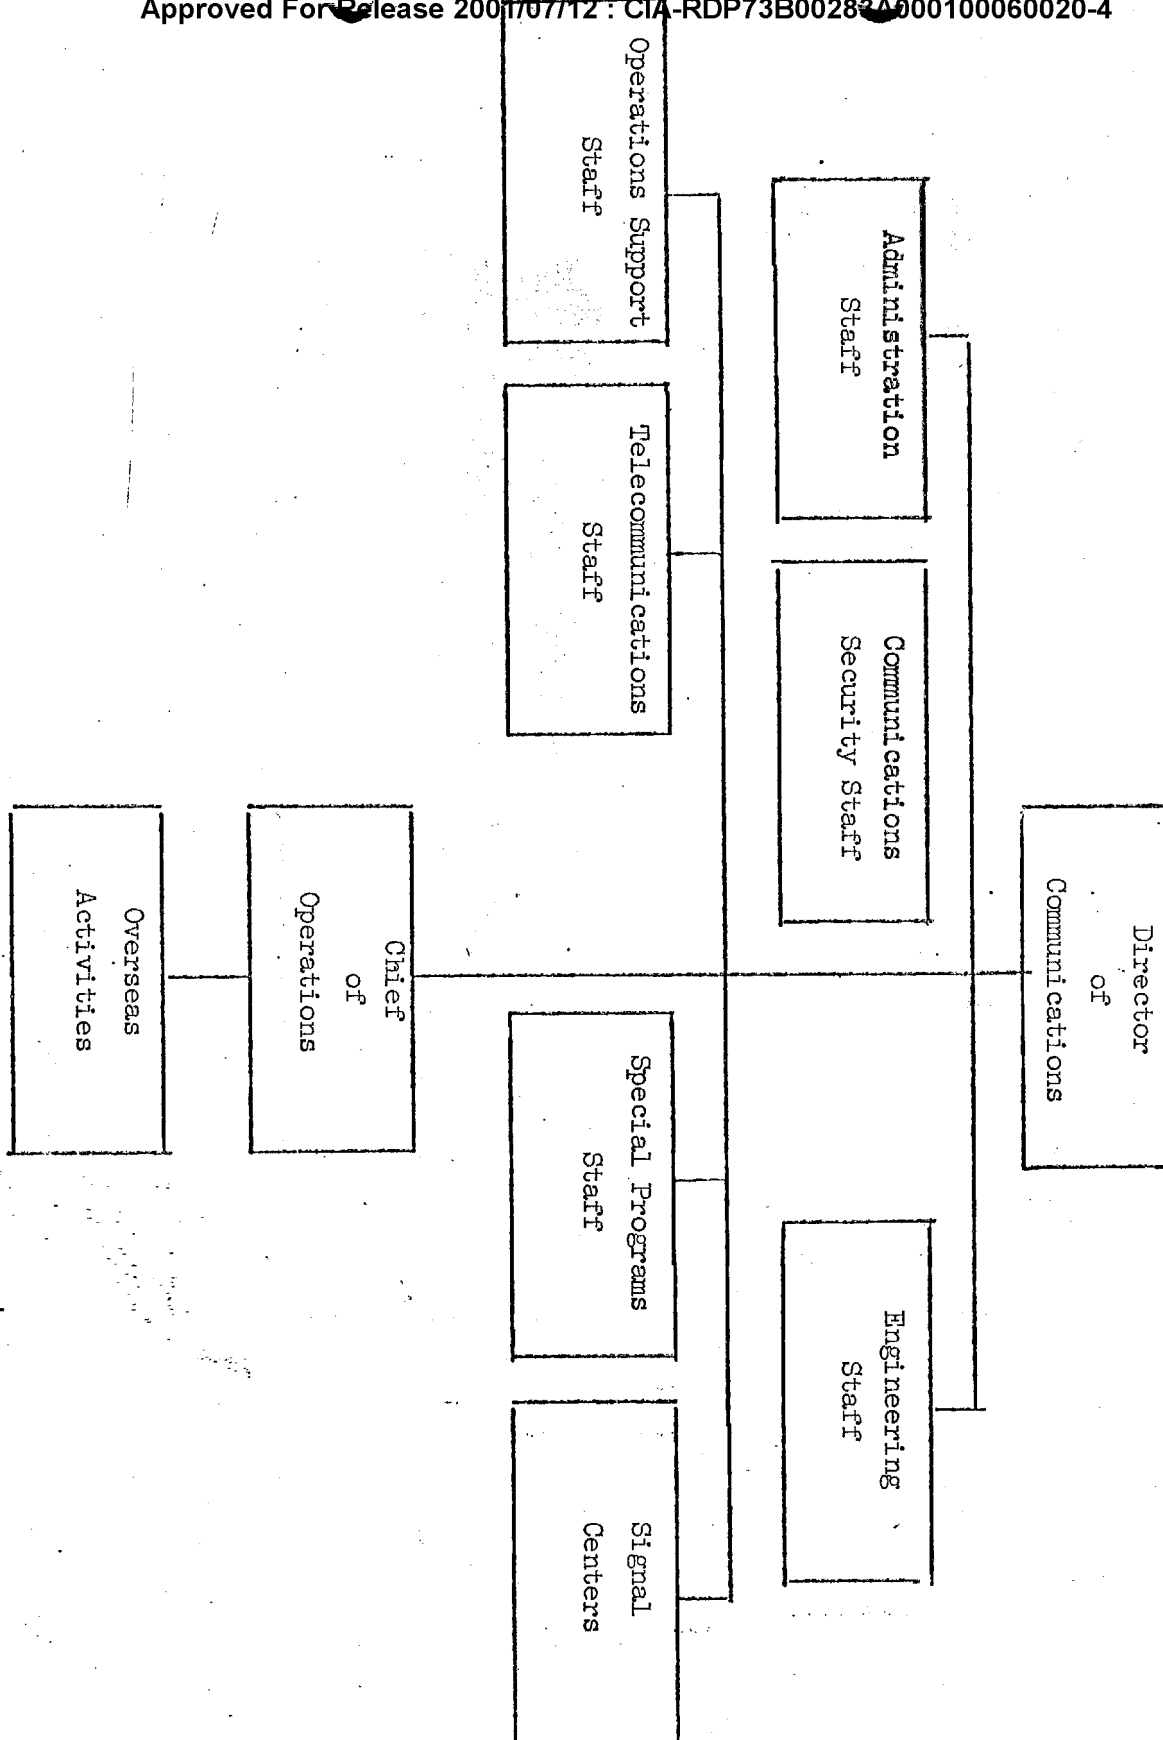 Approved For Release 2001/07/12 : CIA-RDP73B00283A000100060020-4
Director
of
Communications
Administration
Staff
Communications
Security Staff
Engineering
Staff
Operations Support
Staff
Telecommunications
Staff
Special Programs
Staff
Signal
Centers
Chief
of
Operations
Overseas
Activities